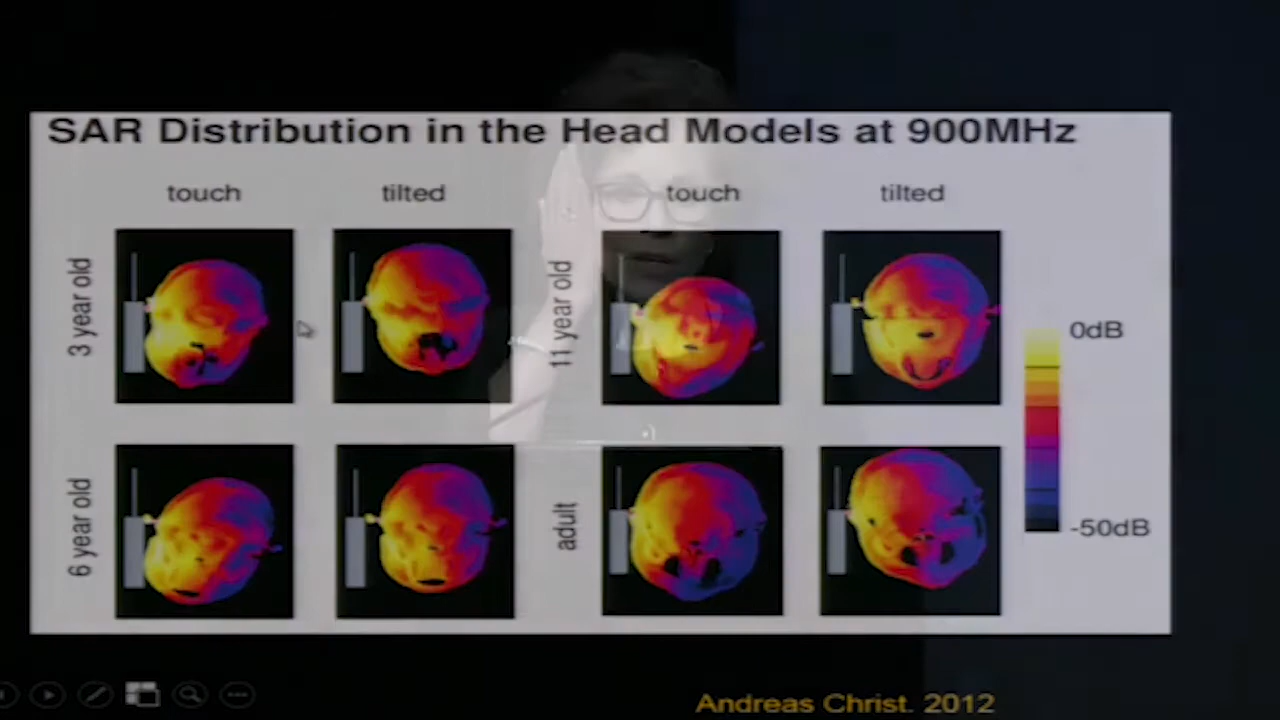 SAR Distribution in the Head Models at 900MHz
touch
tilted
touch
tilted
3 year old
11 year old
0dB
-50dB
6 year old
adult
Andreas Christ. 2012